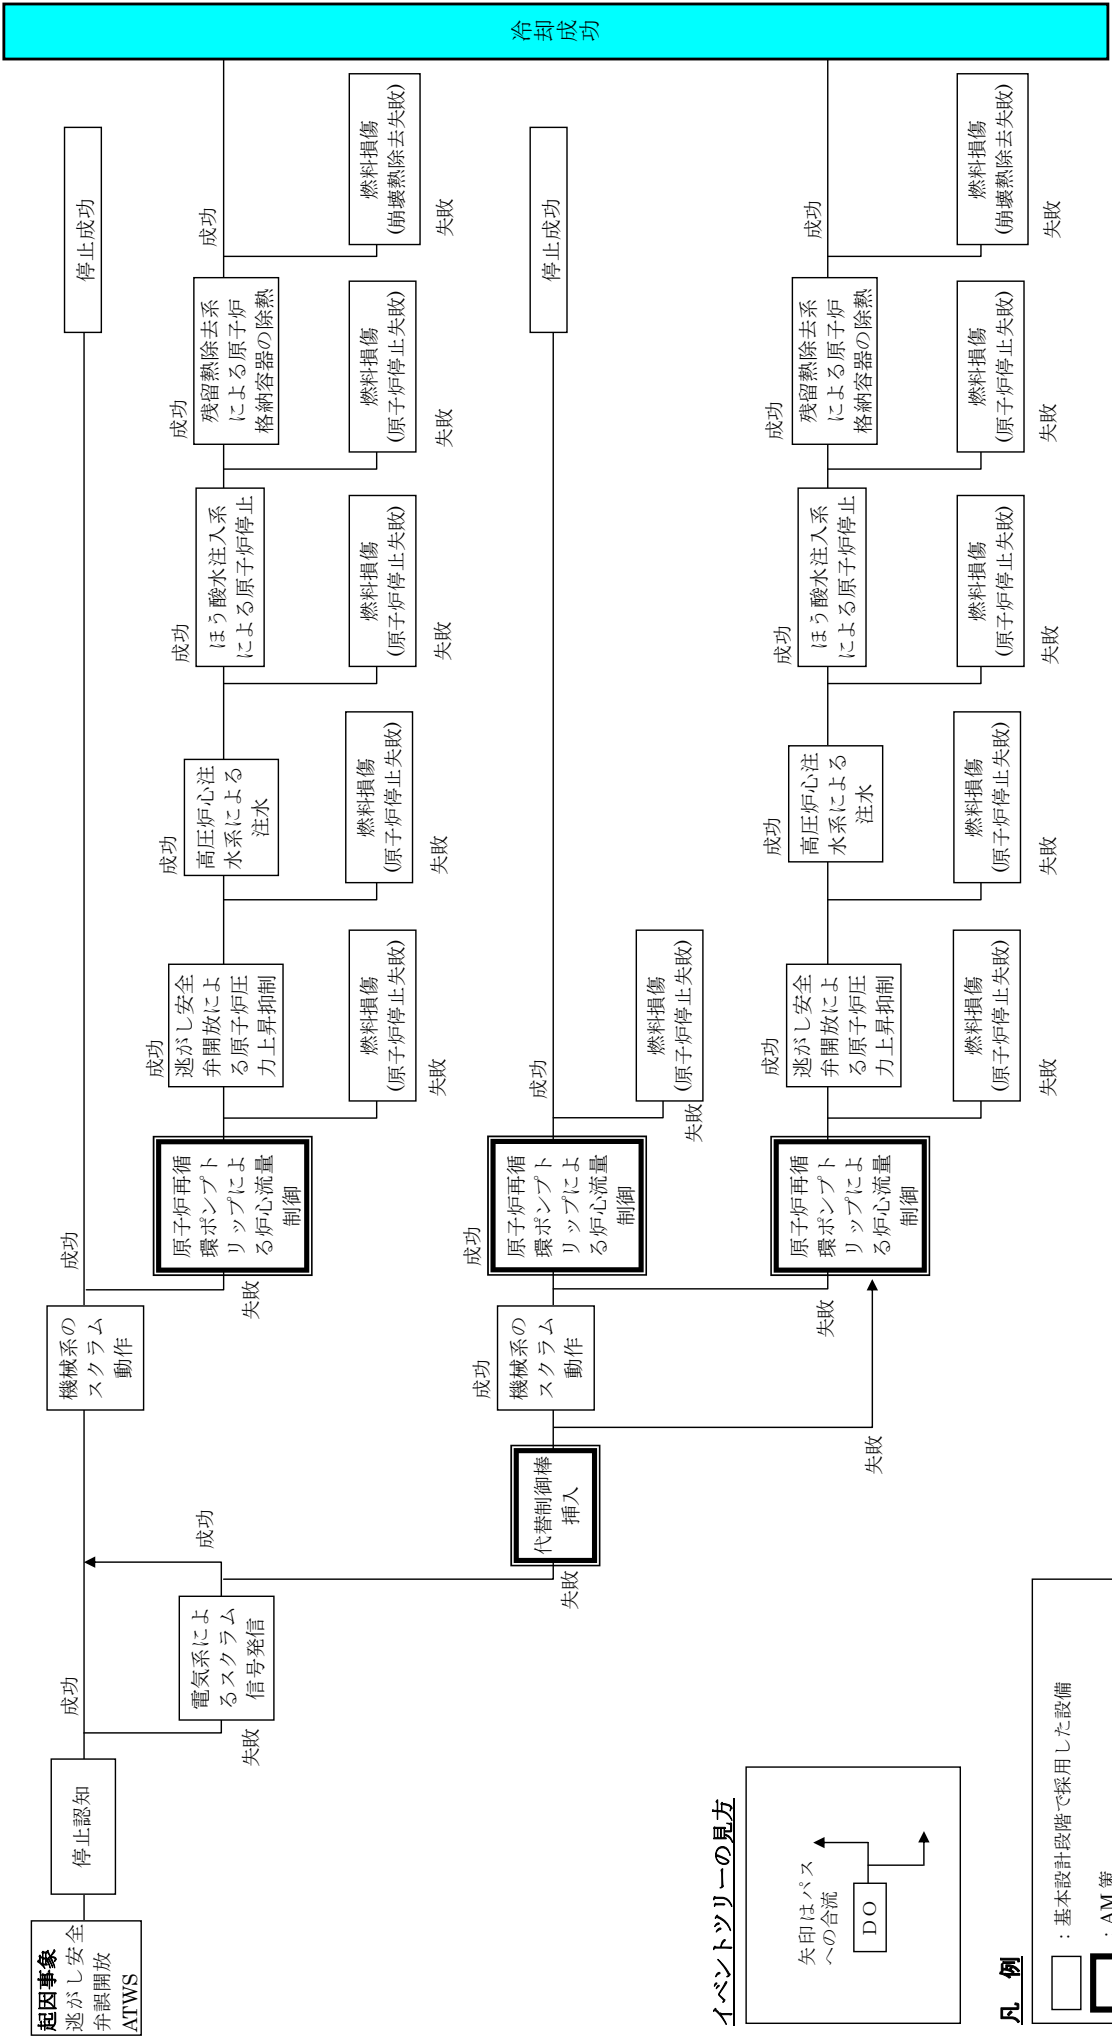 起因事象
逃がし安全
弁誤開放
ATWS
停止認知
成功
失敗
電気系によ
るスクラム
信号発信
成功
失敗
代替制御棒
挿入
失敗
機械系の
スクラム
動作
成功
失敗
停止成功
原子炉再循
環ポンプト
リップによ
る炉心流量
制御
成功
逃がし安全
弁開放によ
る原子炉圧
力上昇抑制
失敗
燃料損傷
(原子炉停止失敗)
成功
高圧炉心注
水系による
注水
失敗
燃料損傷
(原子炉停止失敗)
成功
ほう酸水注入系
による原子炉停止
失敗
燃料損傷
(原子炉停止失敗)
成功
残留熱除去系
による原子炉
格納容器の除熱
失敗
燃料損傷
(原子炉停止失敗)
成功
失敗
燃料損傷
(崩壊熱除去失敗)
冷却成功
成功
機械系の
スクラム
動作
成功
原子炉再循
環ポンプト
リップによ
る炉心流量
制御
成功
停止成功
失敗
燃料損傷
(原子炉停止失敗)
失敗
原子炉再循
環ポンプト
リップによ
る炉心流量
制御
成功
逃がし安全
弁開放によ
る原子炉圧
力上昇抑制
失敗
燃料損傷
(原子炉停止失敗)
成功
高圧炉心注
水系による
注水
失敗
燃料損傷
(原子炉停止失敗)
成功
ほう酸水注入系
による原子炉停止
失敗
燃料損傷
(原子炉停止失敗)
成功
残留熱除去系
による原子炉
格納容器の除熱
失敗
燃料損傷
(原子炉停止失敗)
成功
失敗
燃料損傷
(崩壊熱除去失敗)
イベントツリーの見方
矢印はパス
への合流
DO
凡 例
：基本設計段階で採用した設備
：AM 策